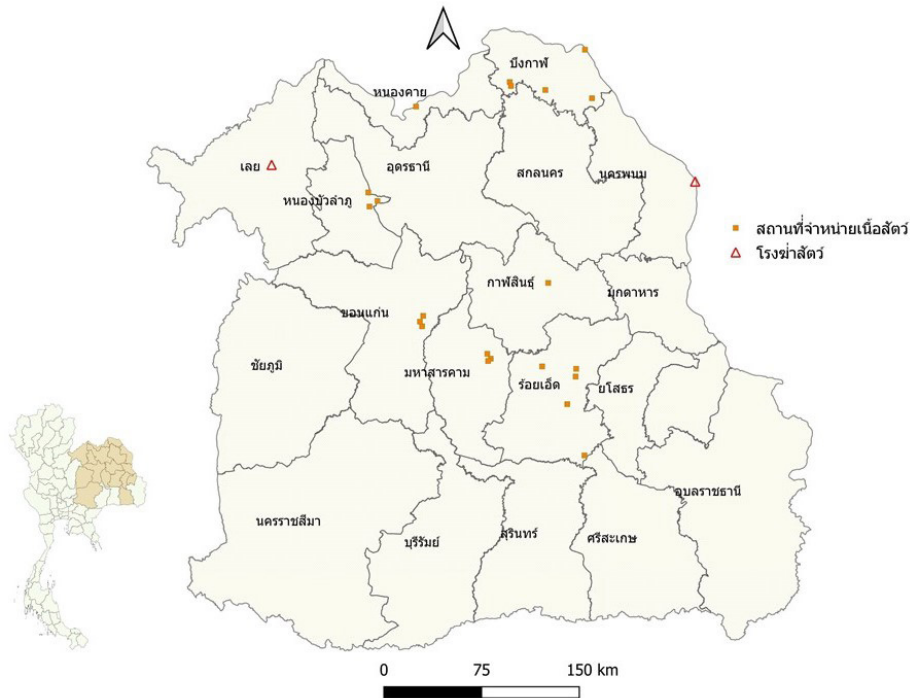 บึงกาฬ
หนองคาย
เลย
อุดรธานี
สกลนคร
นครพนม
หนองบัวลำภู
สถานที่จำหน่ายเนื้อสัตว์
โรงฆ่าสัตว์
กาฬสินธุ์
มุกดาหาร
ขอนแก่น
ชัยภูมิ
มหาสารคาม
ร้อยเอ็ด
ยโสธร
อุบลราชธานี
นครราชสีมา
บุรีรัมย์
สุรินทร์
ศรีสะเกษ
0 75 150 km